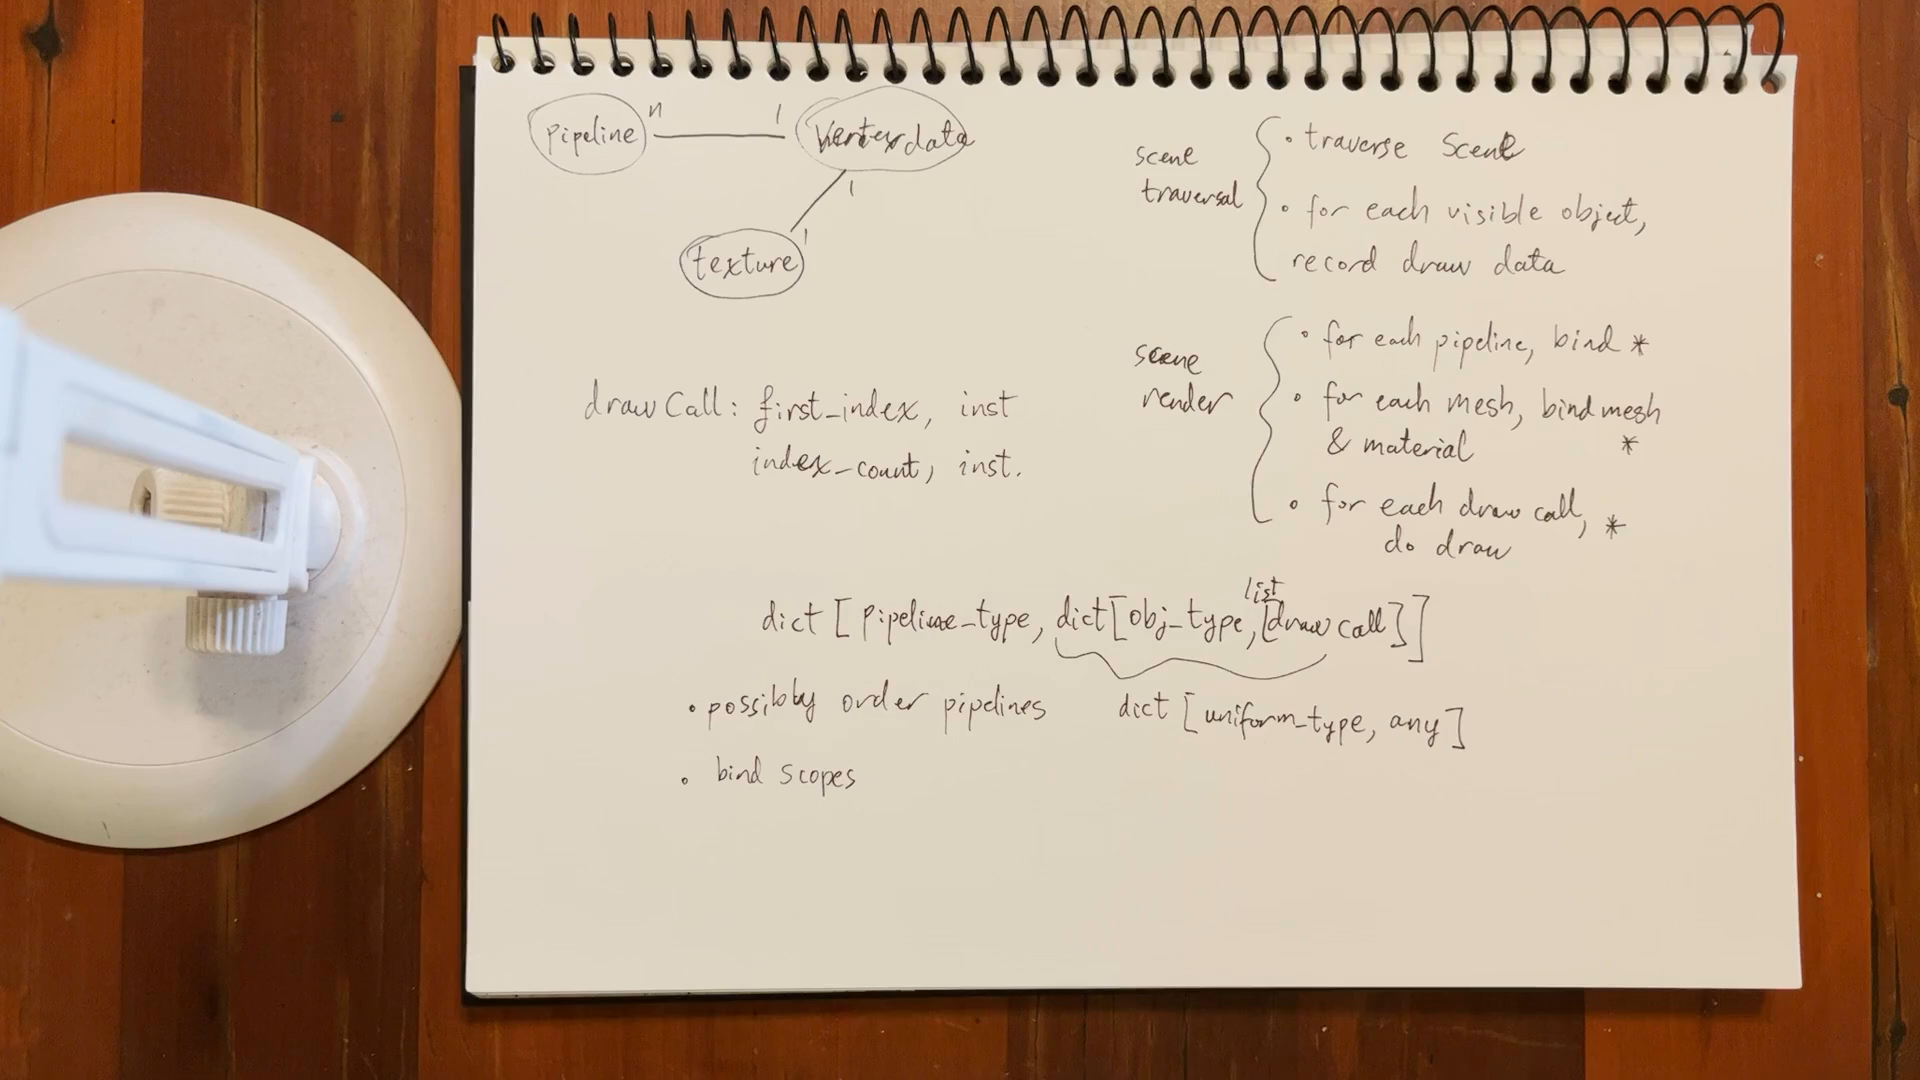 pipeline n 1 Vertex data
1
1
texture
scene
traversal
• traverse Scene
• for each visible object,
record draw data
scene
render
• for each pipeline, bind *
• for each mesh, bind mesh
& material *
• for each draw call, *
do draw
drawCall: first_index, inst
index_count, inst.
list
dict [pipeline_type, dict[obj_type, [draw call]]]
• possibly order pipelines
dict [uniform_type, any]
• bind scopes